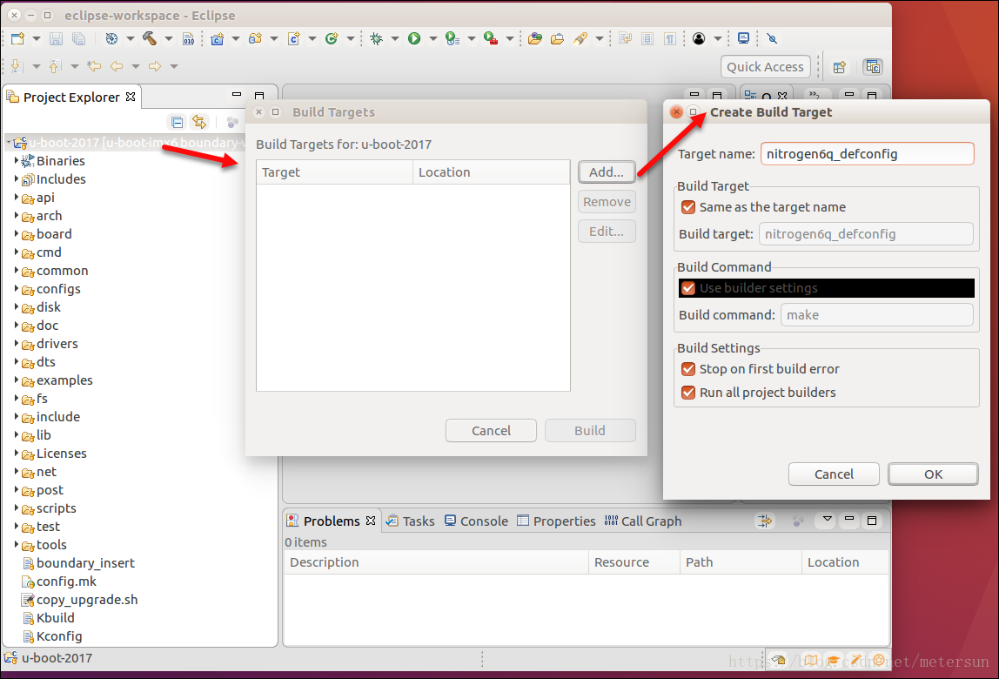 eclipse-workspace - Eclipse
Quick Access
Project Explorer
u-boot-2017 [u-boot-imx6 boundary-v
Binaries
Includes
api
arch
board
cmd
common
configs
disk
doc
drivers
dts
examples
fs
include
lib
Licenses
net
post
scripts
test
tools
boundary_insert
config.mk
copy_upgrade.sh
Kbuild
Kconfig
Build Targets
Build Targets for: u-boot-2017
Target Location
Add...
Remove
Edit...
Cancel Build
Create Build Target
Target name: nitrogen6q_defconfig
Build Target
Same as the target name
Build target: nitrogen6q_defconfig
Build Command
Use builder settings
Build command: make
Build Settings
Stop on first build error
Run all project builders
Cancel OK
Problems Tasks Console Properties Call Graph
0 items
Description Resource Path Location
u-boot-2017
https://blog.csdn.net/metersun